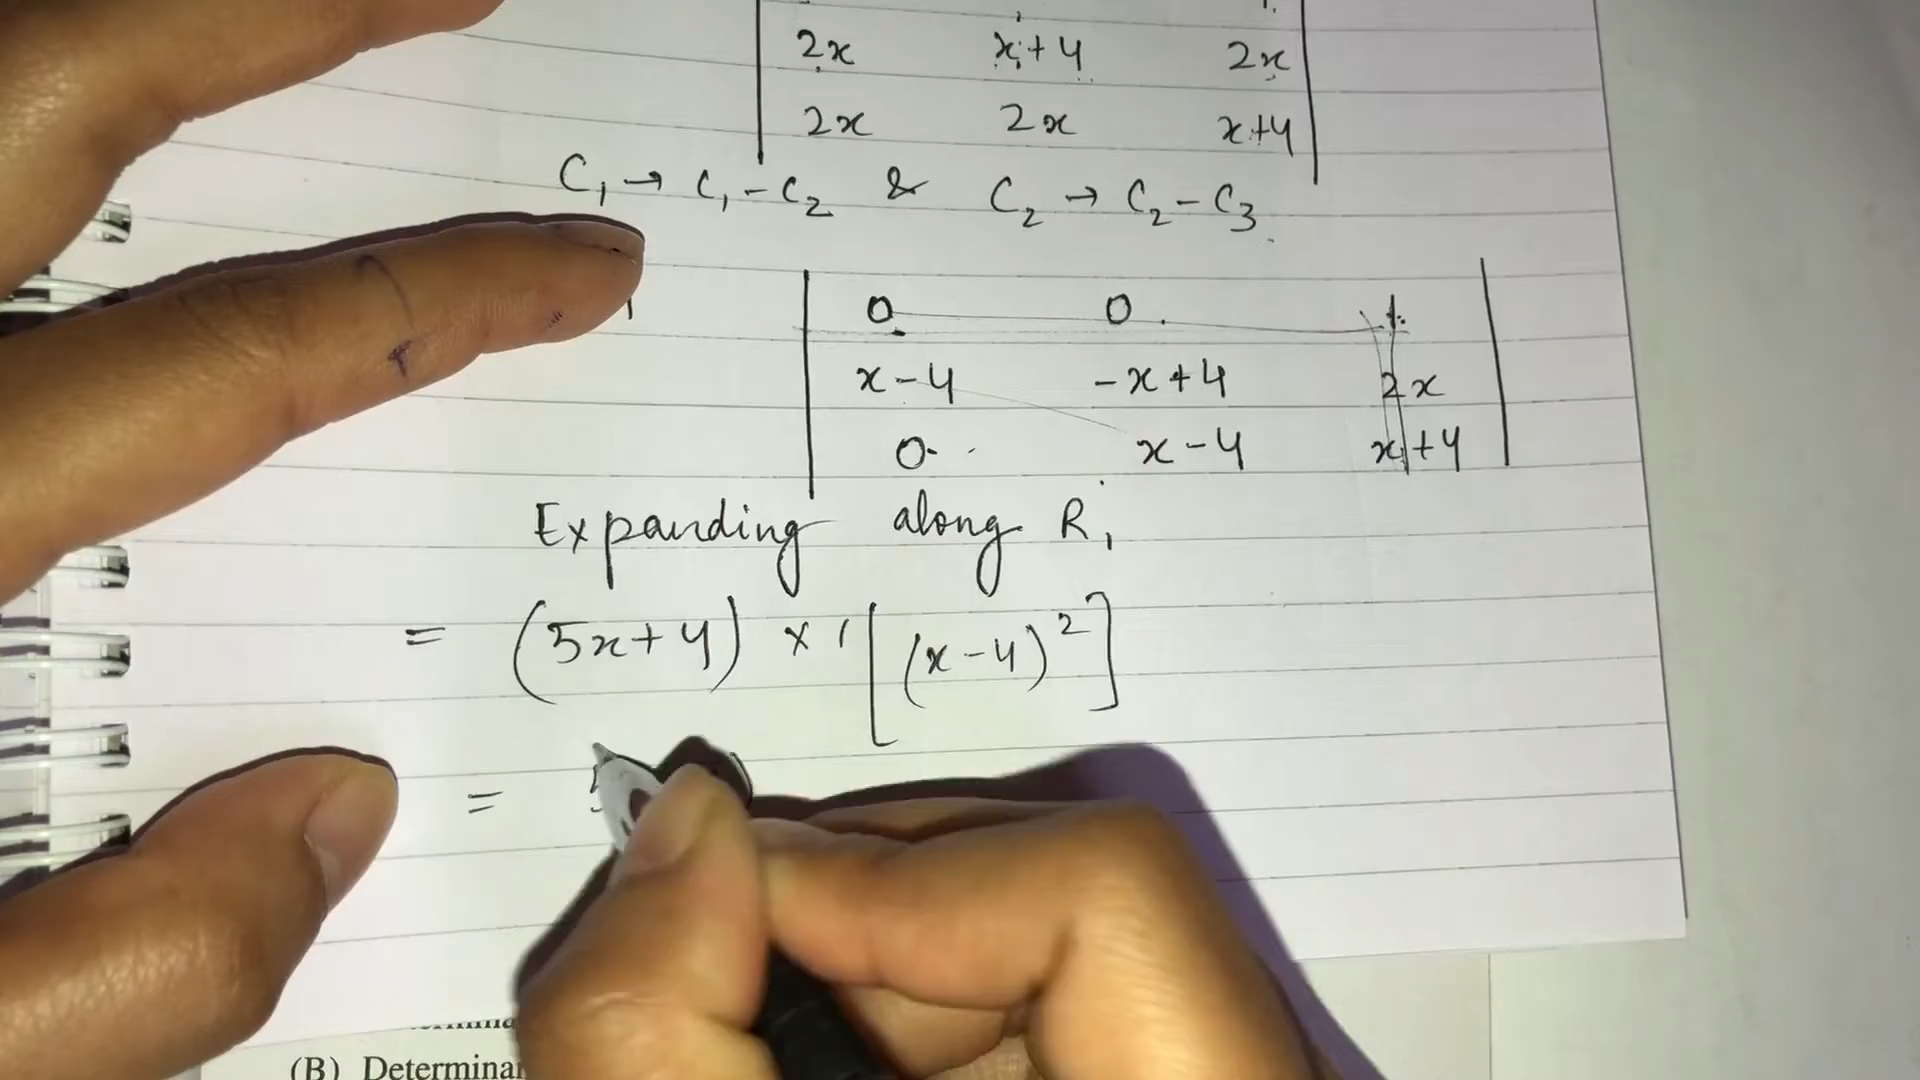 2x x+4 2x
2x 2x x+4
C₁ → C₁-C₂ & C₂ → C₂-C₃
0 0 1
x-4 -x+4 2x
0 x-4 x+4
Expanding along R₁
= (5x+4) × 1 [(x-4)²]
= 5
(B) Determinan